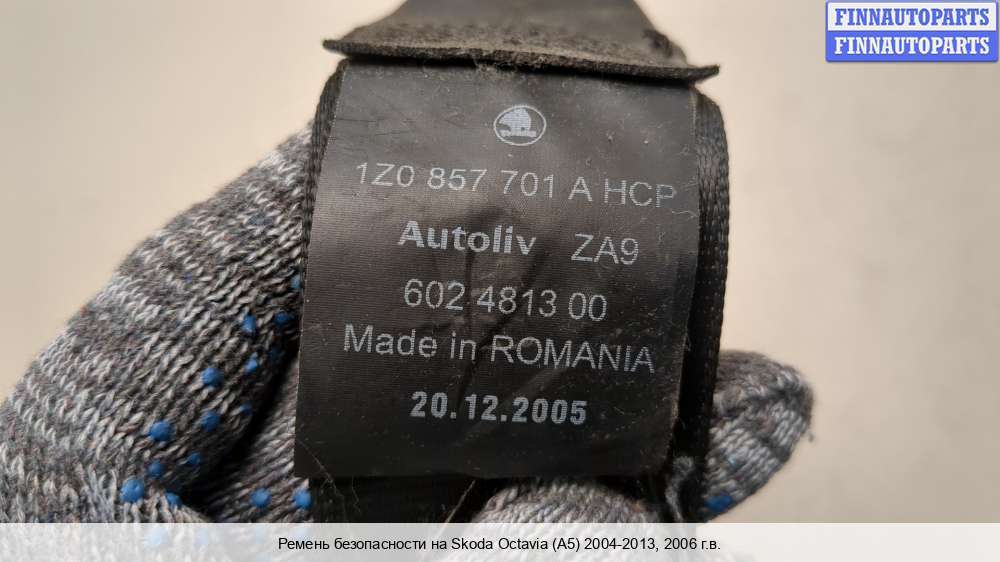 FINNAUTOPARTS
FINNAUTOPARTS
1Z0 857 701 A HCP
Autoliv ZA9
602 4813 00
Made in ROMANIA
20.12.2005
Ремень безопасности на Skoda Octavia (A5) 2004-2013, 2006 г.в.